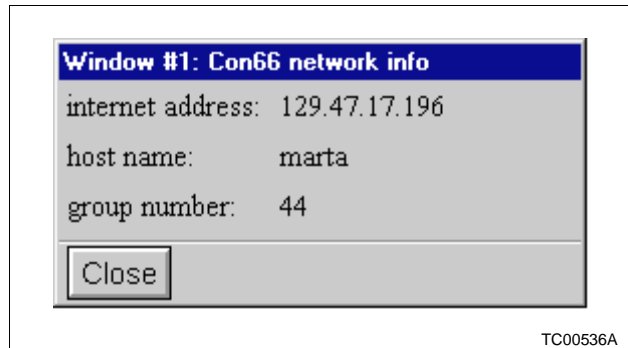 Window #1: Con66 network info
internet address: 129.47.17.196
host name: marta
group number: 44
Close
TC00536A